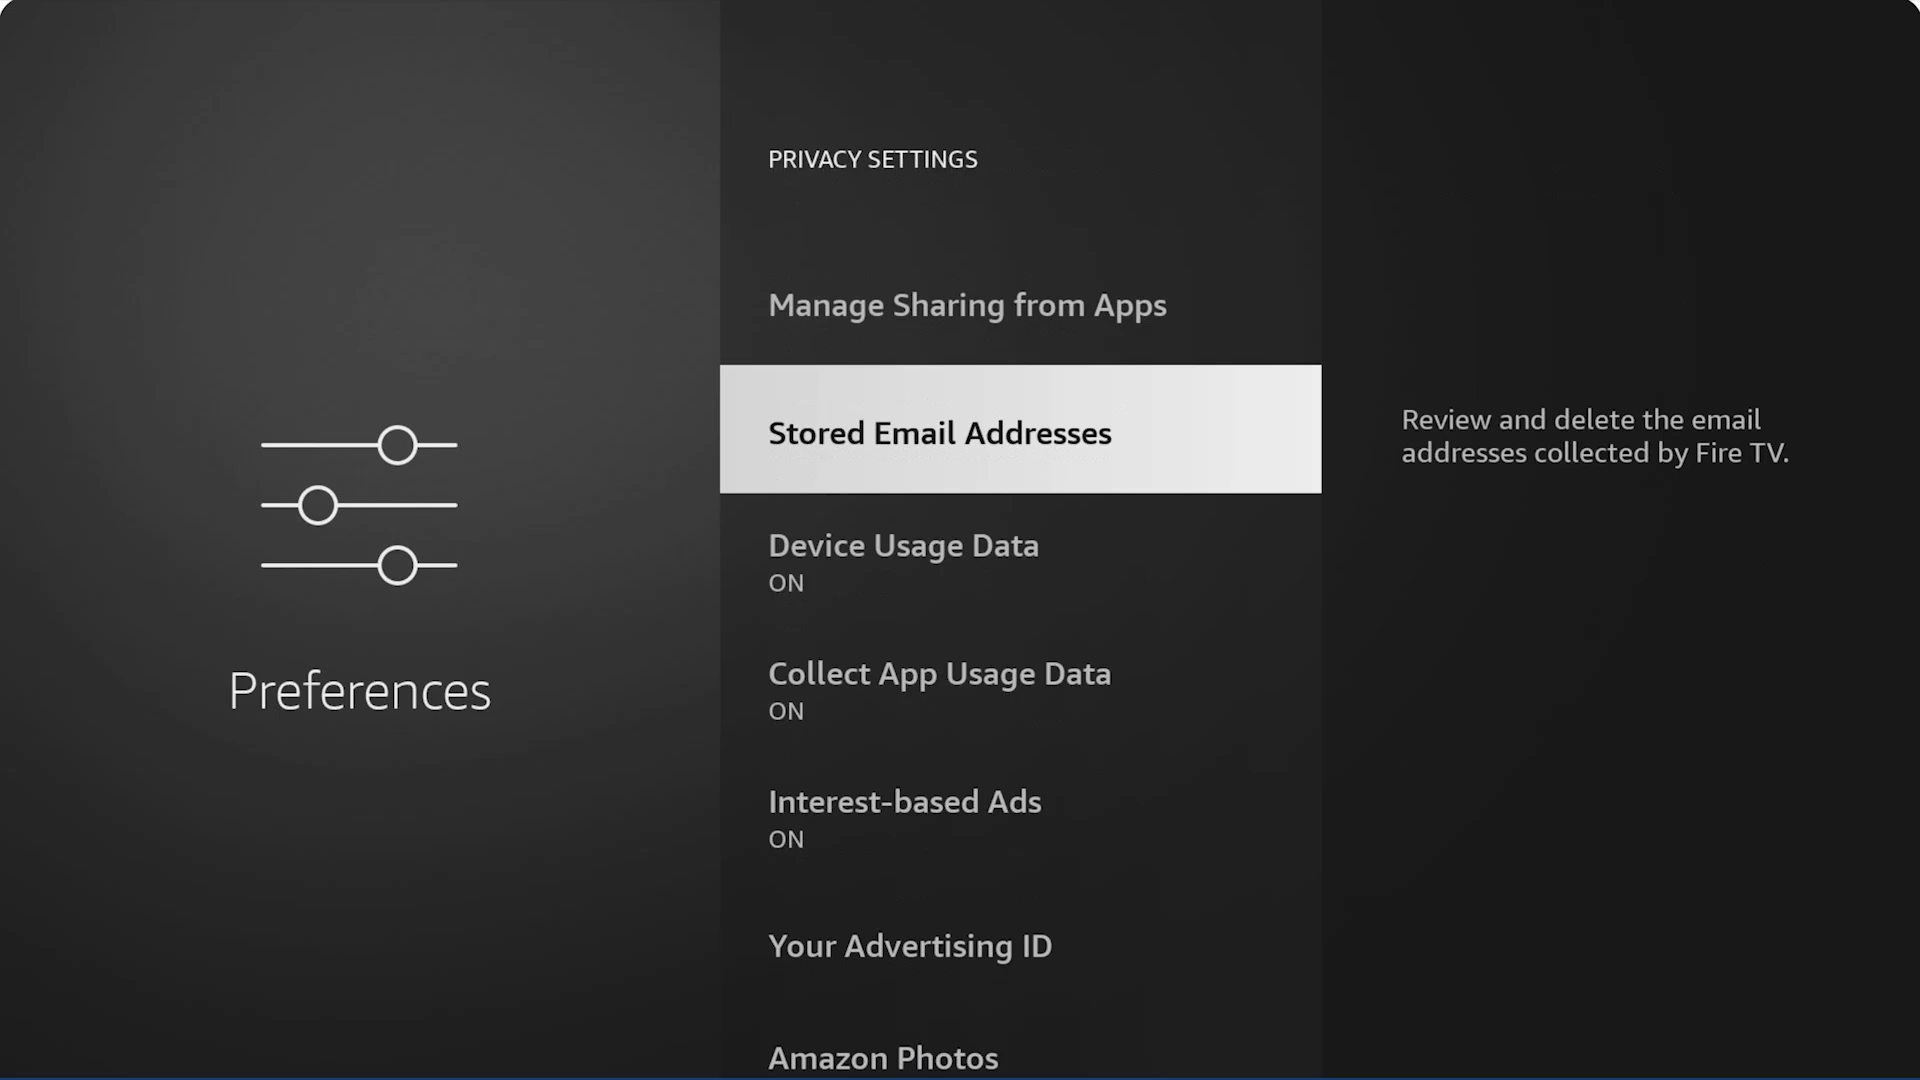 PRIVACY SETTINGS
Manage Sharing from Apps
Stored Email Addresses
Review and delete the email
addresses collected by Fire TV.
Device Usage Data
ON
Collect App Usage Data
ON
Interest-based Ads
ON
Your Advertising ID
Amazon Photos
Preferences